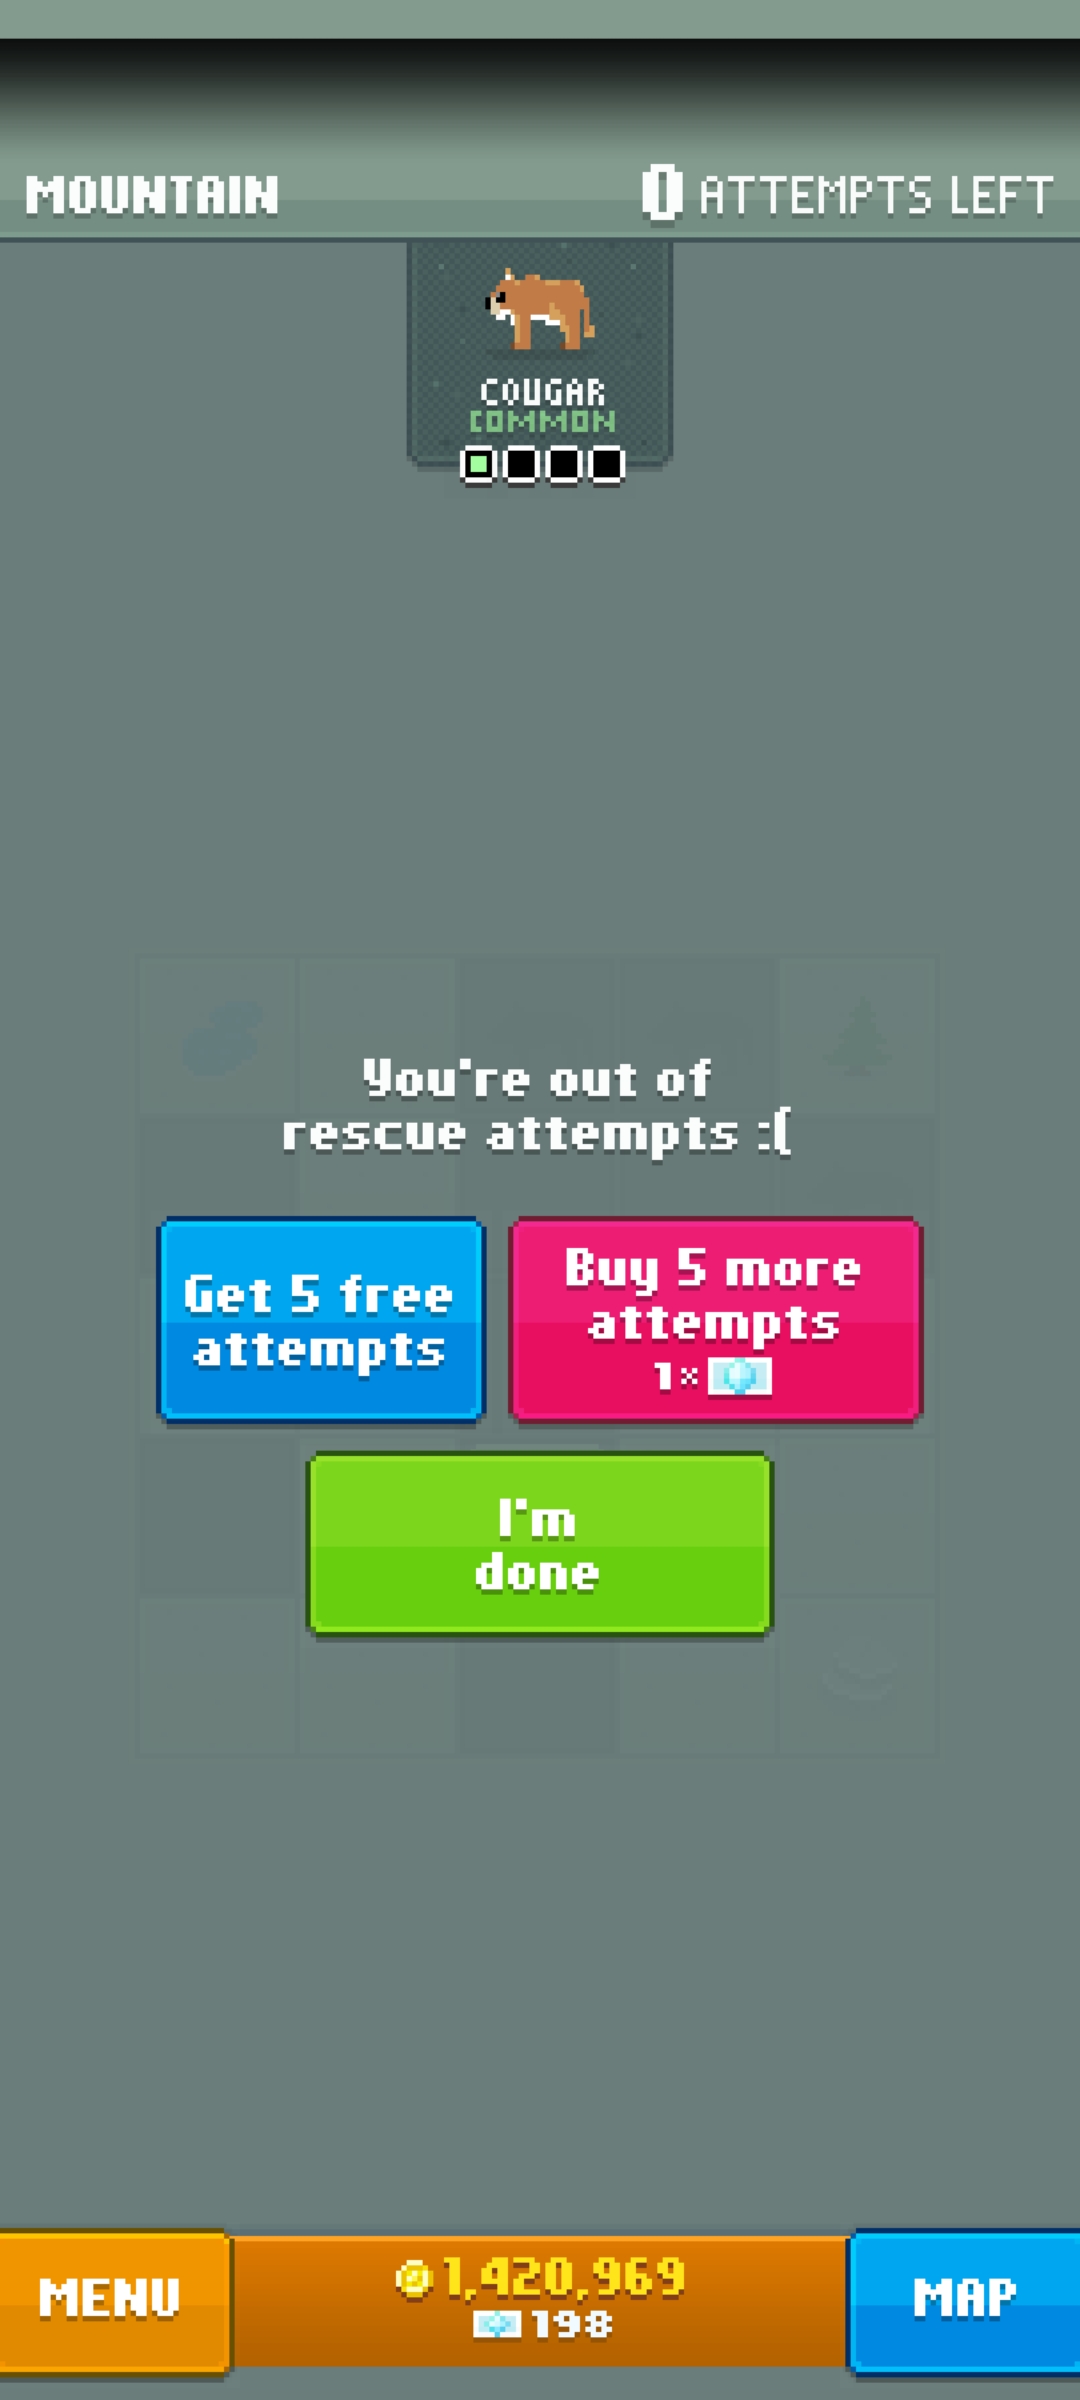 MOUNTAIN
0 ATTEMPTS LEFT
COUGAR
COMMON
You're out of
rescue attempts :(
Get 5 free
attempts
Buy 5 more
attempts
1×
I'm
done
MENU
1,420,969
198
MAP